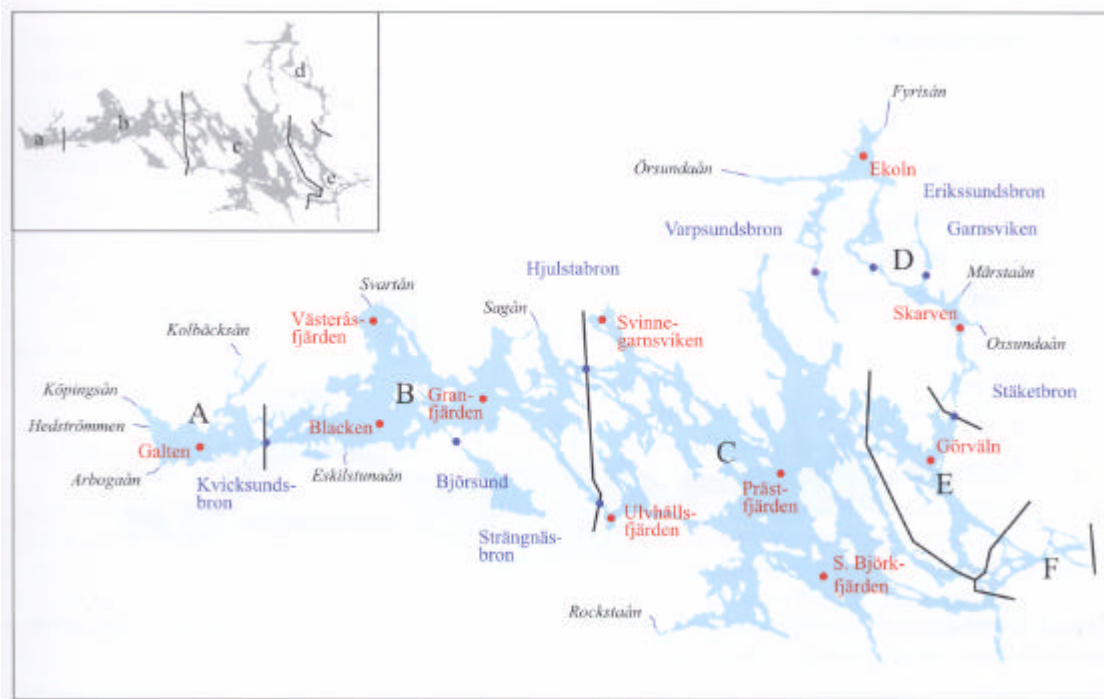 a
b
c
d
e
Fyrisån
Örsundaån
Ekoln
Erikssundsbron
Varpsundsbron
Garnsviken
D
Hjulstabron
Märstaån
Svartån
Sagån
Skarven
Västerås-
fjärden
Svinne-
garnsviken
Oxsundaån
Kolbäcksån
Stäketbron
Köpingsån
Gran-
fjärden
A
B
Hedströmmen
Blacken
Galten
C
Görväln
Arbogaån
Kvicksunds-
bron
Eskilstunaån
Björsund
Präst-
fjärden
E
Strängnäs-
bron
Ulvhälls-
fjärden
S. Björk-
fjärden
F
Rockstaån